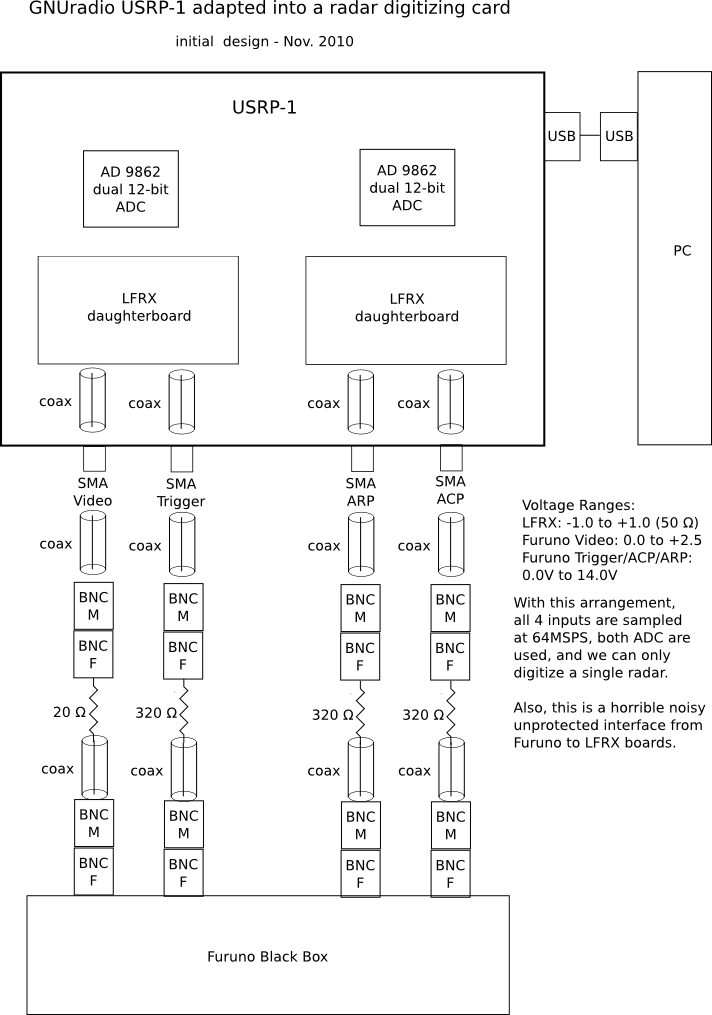 GNUradio USRP-1 adapted into a radar digitizing card
initial  design - Nov. 2010
USRP-1
USB
USB
AD 9862
dual 12-bit
ADC
AD 9862
dual 12-bit
ADC
PC
LFRX
daughterboard
LFRX
daughterboard
coax
coax
coax
coax
SMA
Video
SMA
Trigger
SMA
ARP
SMA
ACP
Voltage Ranges:
LFRX: -1.0 to +1.0 (50 Ω)
Furuno Video: 0.0 to +2.5
Furuno Trigger/ACP/ARP:
0.0V to 14.0V
coax
coax
coax
coax
BNC
M
BNC
M
BNC
M
BNC
M
With this arrangement,
all 4 inputs are sampled
at 64MSPS, both ADC are
used, and we can only
digitize a single radar.
BNC
F
BNC
F
BNC
F
BNC
F
Also, this is a horrible noisy
unprotected interface from
Furuno to LFRX boards.
20 Ω
320 Ω
320 Ω
320 Ω
coax
coax
coax
coax
BNC
M
BNC
M
BNC
M
BNC
M
BNC
F
BNC
F
BNC
F
BNC
F
Furuno Black Box